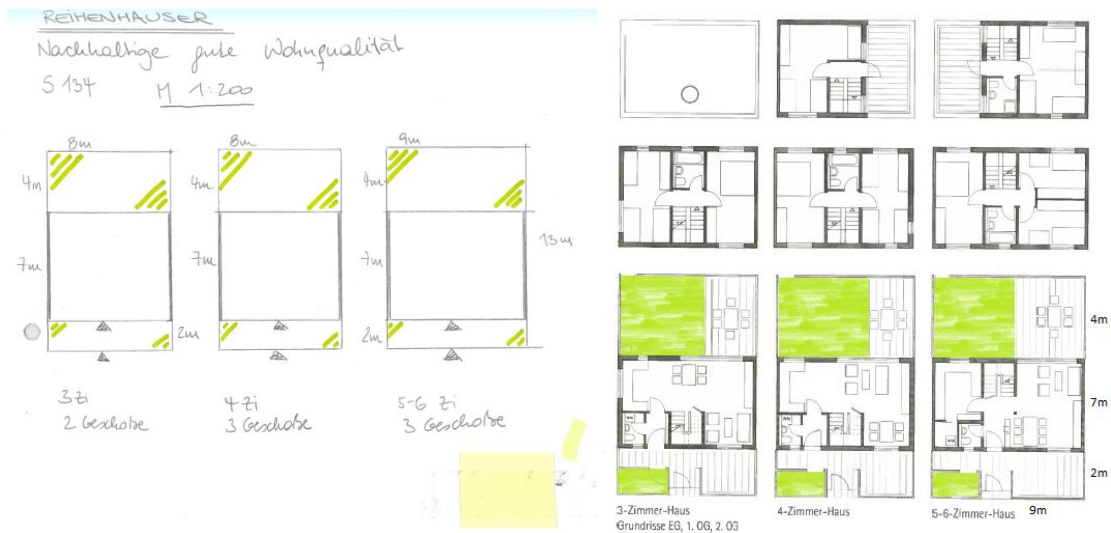 REIHENHAUSER
Nachhaltige gute Wohnqualität
S 134 M 1:200
8m 8m 9m
4m 4m 4m
7m 7m 7m 13m
2m 2m
3 Zi 4 Zi 5-6 Zi
2 Geschoße 3 Geschoße 3 Geschoße
4m
7m
2m
3-Zimmer-Haus 4-Zimmer-Haus 5-6-Zimmer-Haus 9m
Grundrisse EG, 1. OG, 2. OG